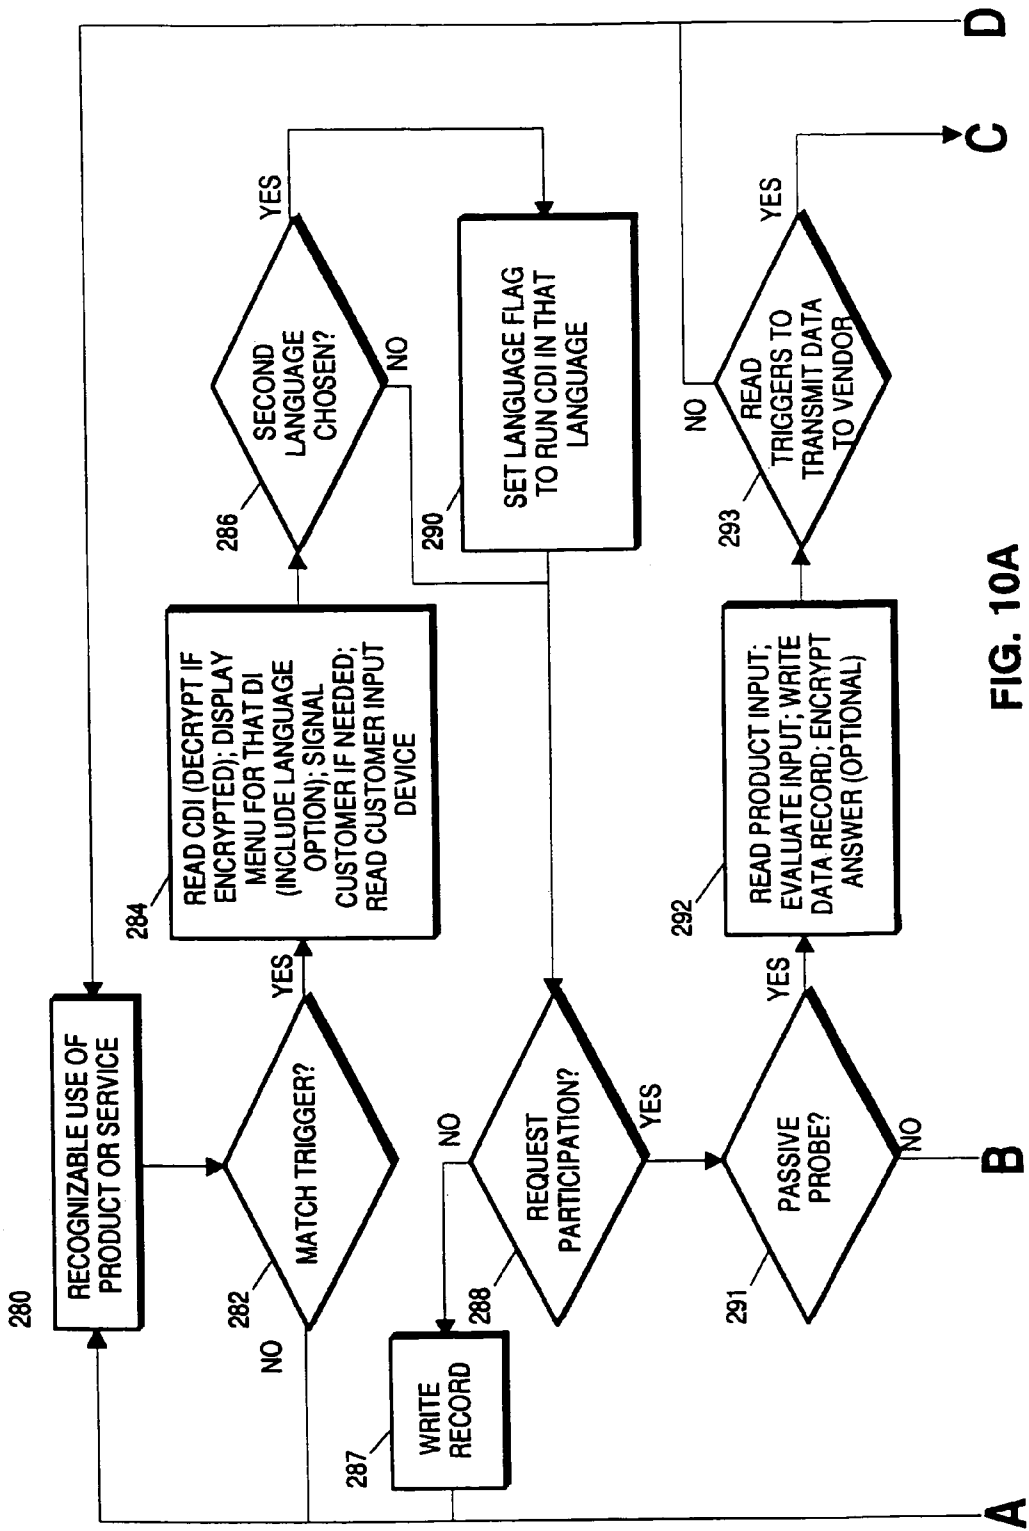 280
RECOGNIZABLE USE OF
PRODUCT OR SERVICE
282
MATCH TRIGGER?
NO
YES
284
READ CDI (DECRYPT IF
ENCRYPTED); DISPLAY
MENU FOR THAT DI
(INCLUDE LANGUAGE
OPTION); SIGNAL
CUSTOMER IF NEEDED;
READ CUSTOMER INPUT
DEVICE
286
SECOND
LANGUAGE
CHOSEN?
YES
NO
290
SET LANGUAGE FLAG
TO RUN CDI IN THAT
LANGUAGE
287
WRITE
RECORD
288
REQUEST
PARTICIPATION?
NO
YES
291
PASSIVE
PROBE?
YES
NO
292
READ PRODUCT INPUT;
EVALUATE INPUT; WRITE
DATA RECORD; ENCRYPT
ANSWER (OPTIONAL)
293
READ
TRIGGERS TO
TRANSMIT DATA
TO VENDOR
NO
YES
A
B
C
D
FIG. 10A